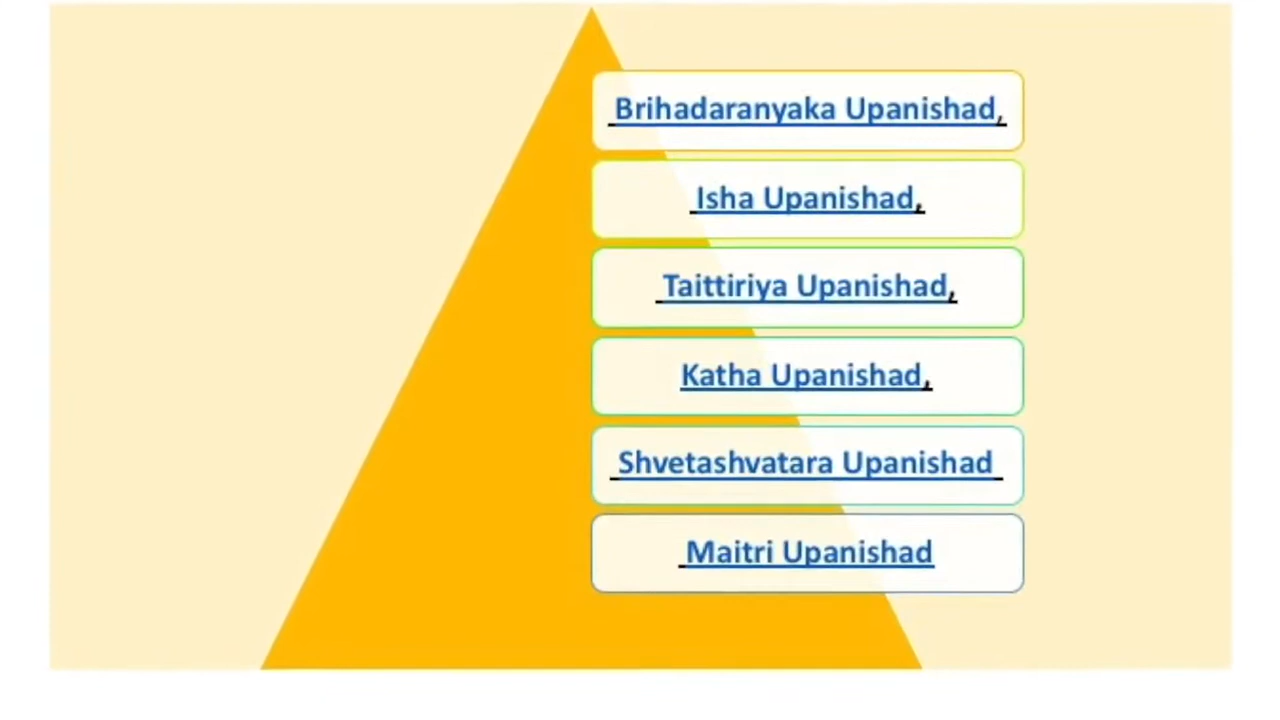 Brihadaranyaka Upanishad,
Isha Upanishad,
Taittiriya Upanishad,
Katha Upanishad,
Shvetashvatara Upanishad
Maitri Upanishad